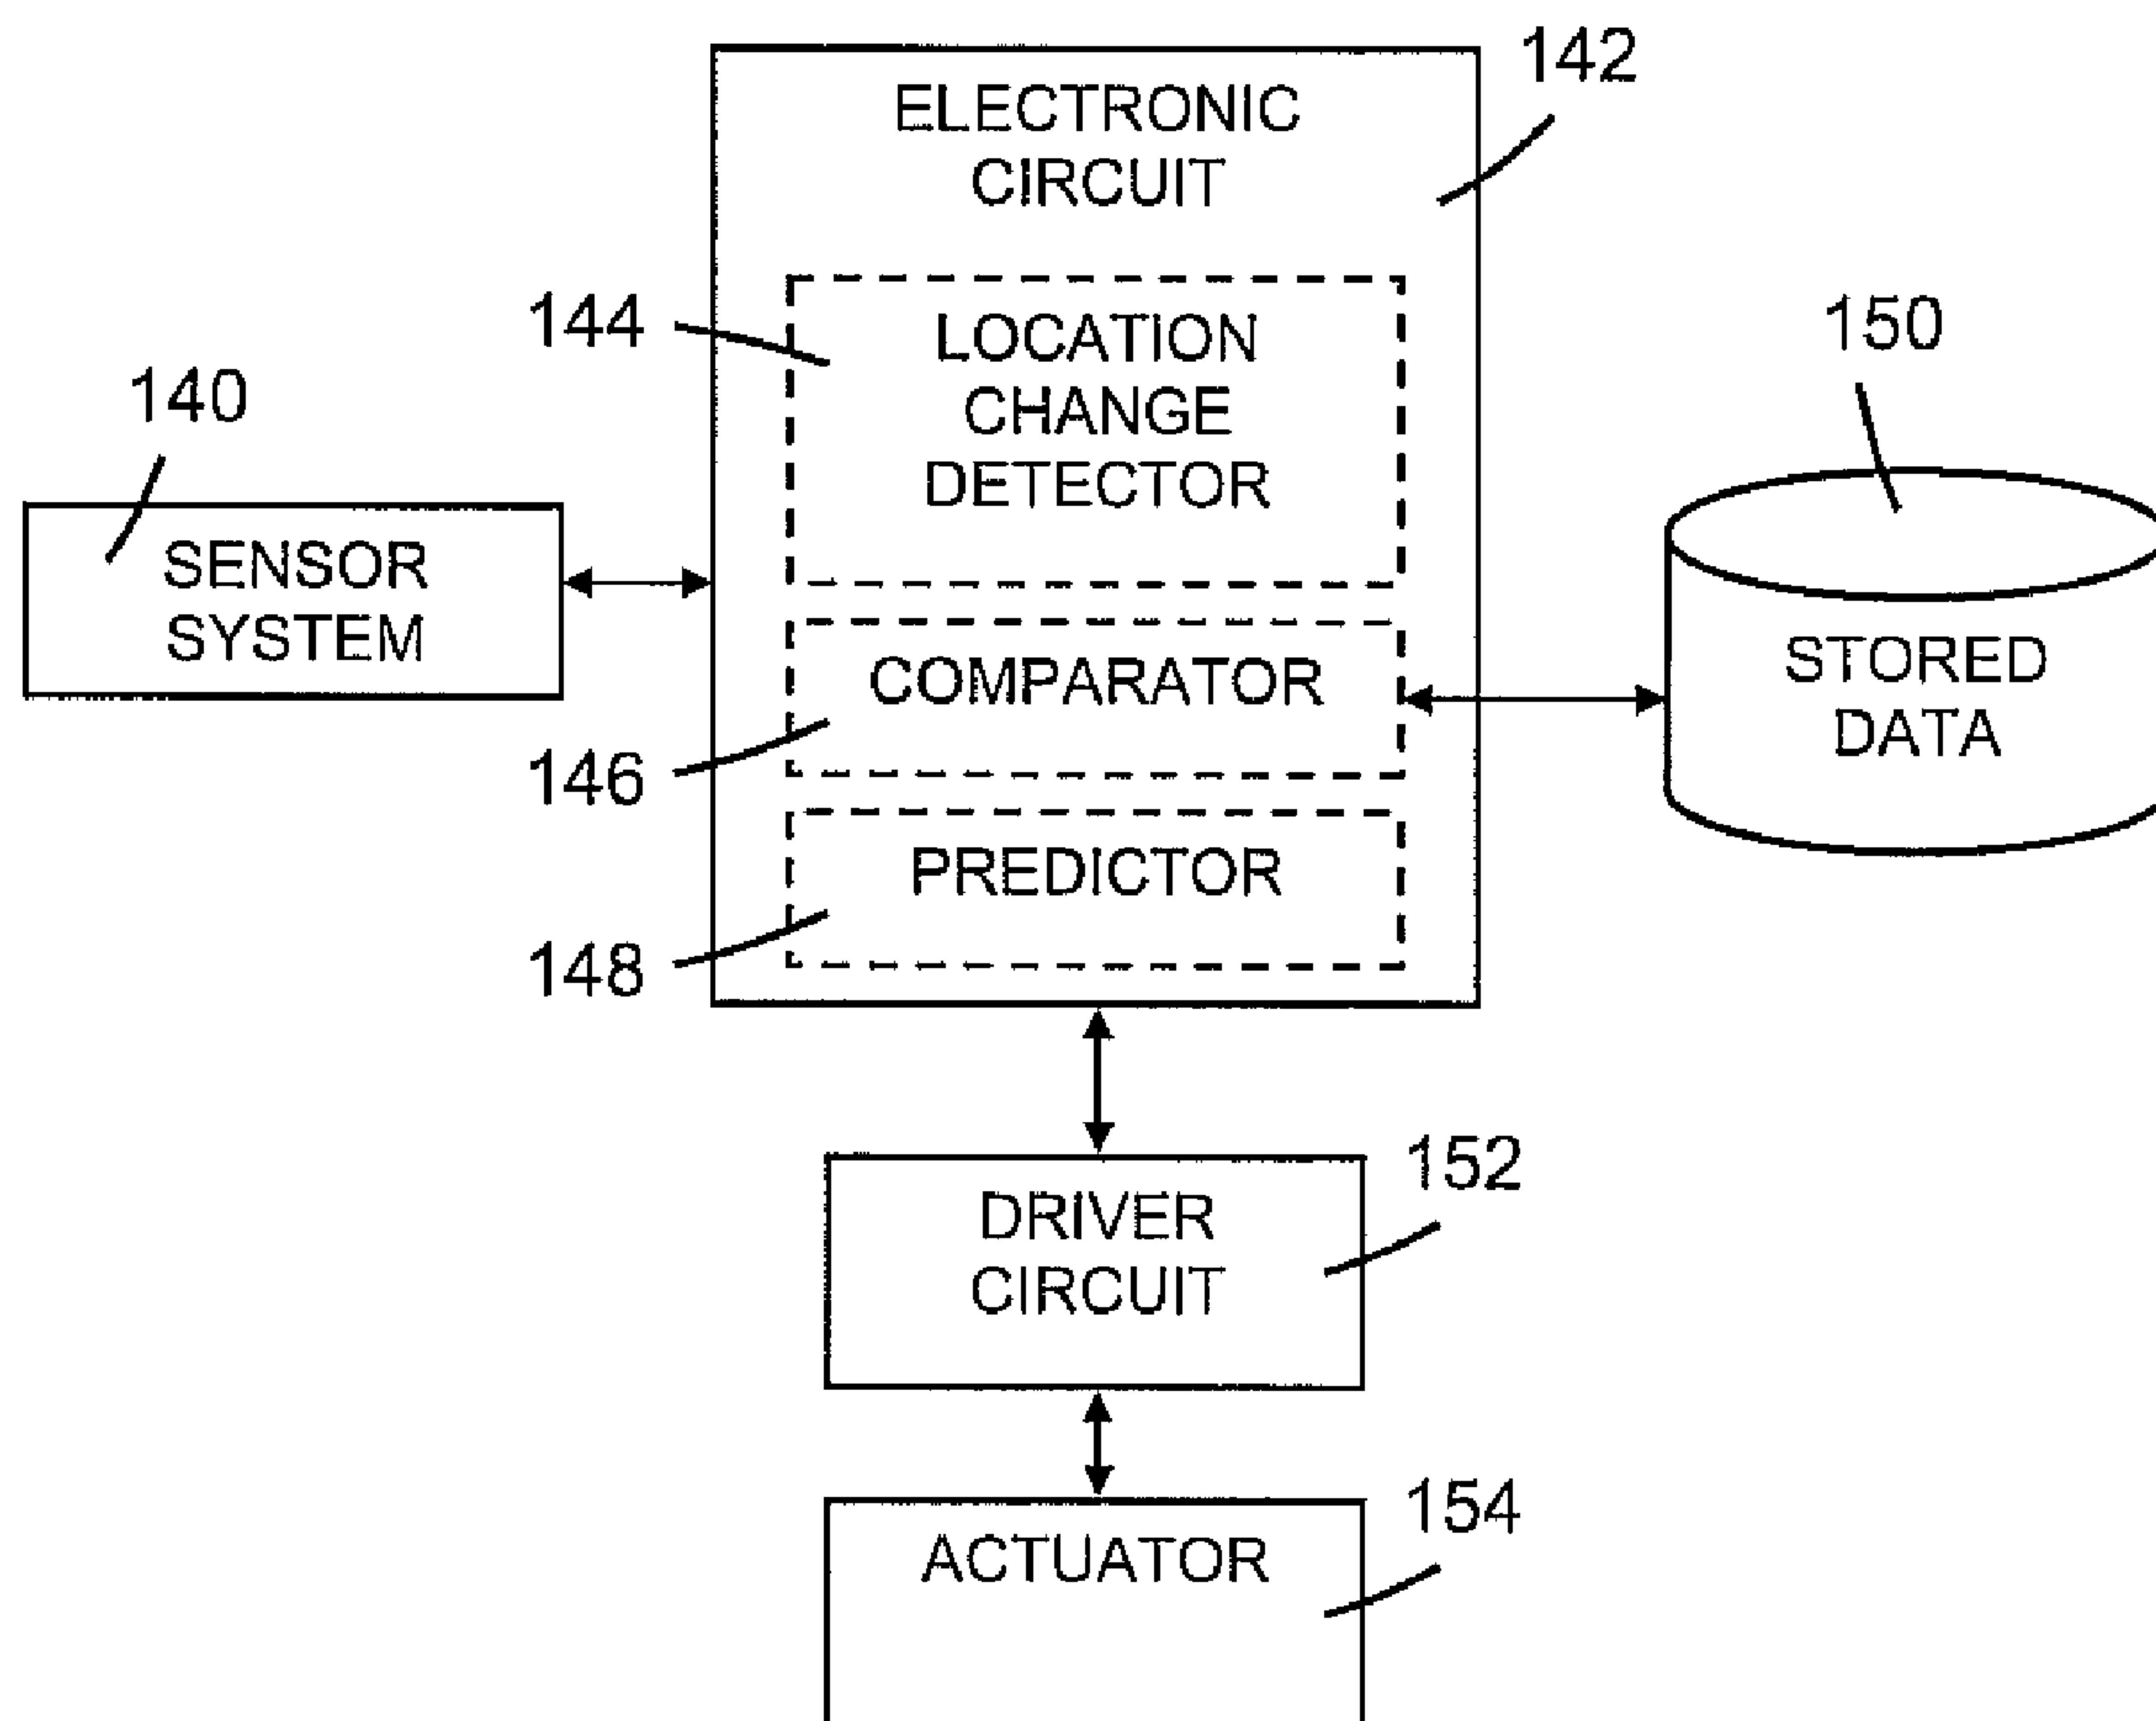 142
ELECTRONIC
CIRCUIT
144
LOCATION
CHANGE
DETECTOR
150
140
SENSOR
SYSTEM
COMPARATOR
STORED
DATA
146
PREDICTOR
148
152
DRIVER
CIRCUIT
154
ACTUATOR